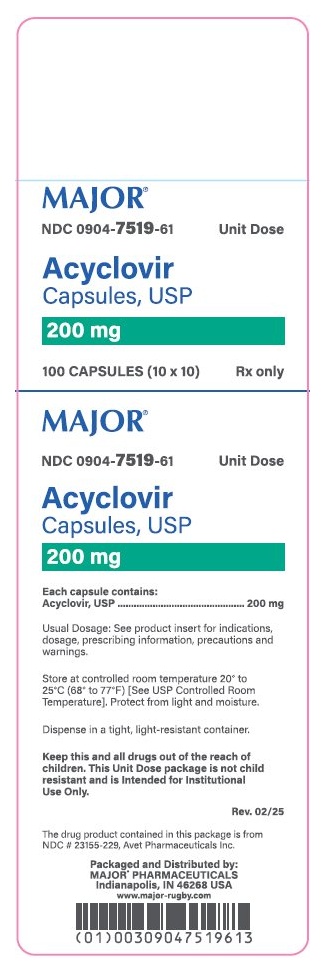 MAJOR®
NDC 0904-7519-61 Unit Dose
Acyclovir
Capsules, USP
200 mg
100 CAPSULES (10 x 10) Rx only
MAJOR®
NDC 0904-7519-61 Unit Dose
Acyclovir
Capsules, USP
200 mg
Each capsule contains:
Acyclovir, USP ............................................. 200 mg
Usual Dosage: See product insert for indications,
dosage, prescribing information, precautions and
warnings.
Store at controlled room temperature 20° to
25°C (68° to 77°F) [See USP Controlled Room
Temperature]. Protect from light and moisture.
Dispense in a tight, light-resistant container.
Keep this and all drugs out of the reach of
children. This Unit Dose package is not child
resistant and is Intended for Institutional
Use Only.
Rev. 02/25
The drug product contained in this package is from
NDC # 23155-229, Avet Pharmaceuticals Inc.
Packaged and Distributed by:
MAJOR® PHARMACEUTICALS
Indianapolis, IN 46268 USA
www.major-rugby.com
(01)00309047519613